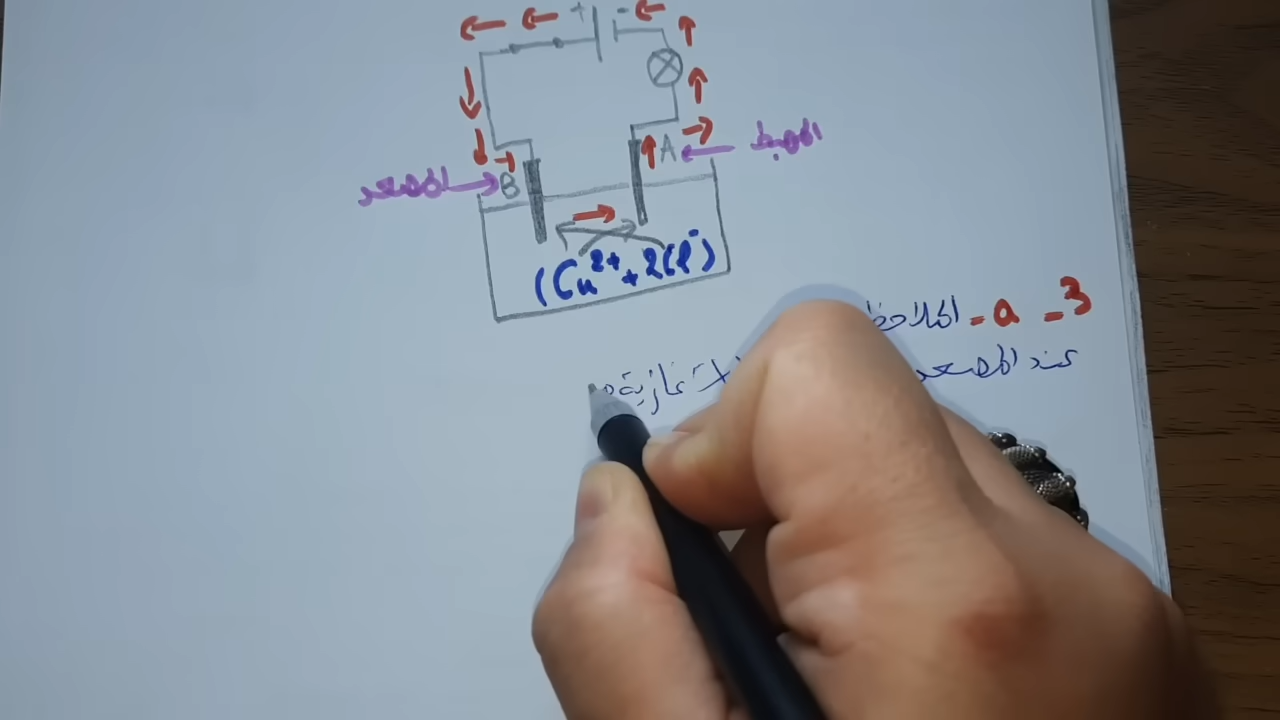 + -
المهبط A
المصعد B
(Cu²⁺ + 2Cl⁻)
3 - a - الملاحظ
عند المصعد غازية